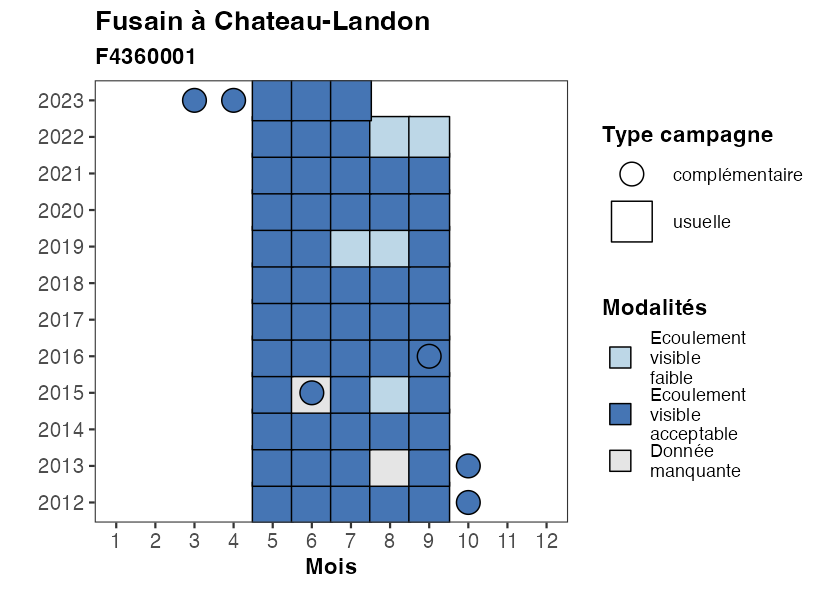 Fusain à Chateau-Landon
F4360001
2023
2022
2021
2020
2019
2018
2017
2016
2015
2014
2013
2012
1 2 3 4 5 6 7 8 9 10 11 12
Mois
Type campagne
complémentaire
usuelle
Modalités
Ecoulement
visible
faible
Ecoulement
visible
acceptable
Donnée
manquante